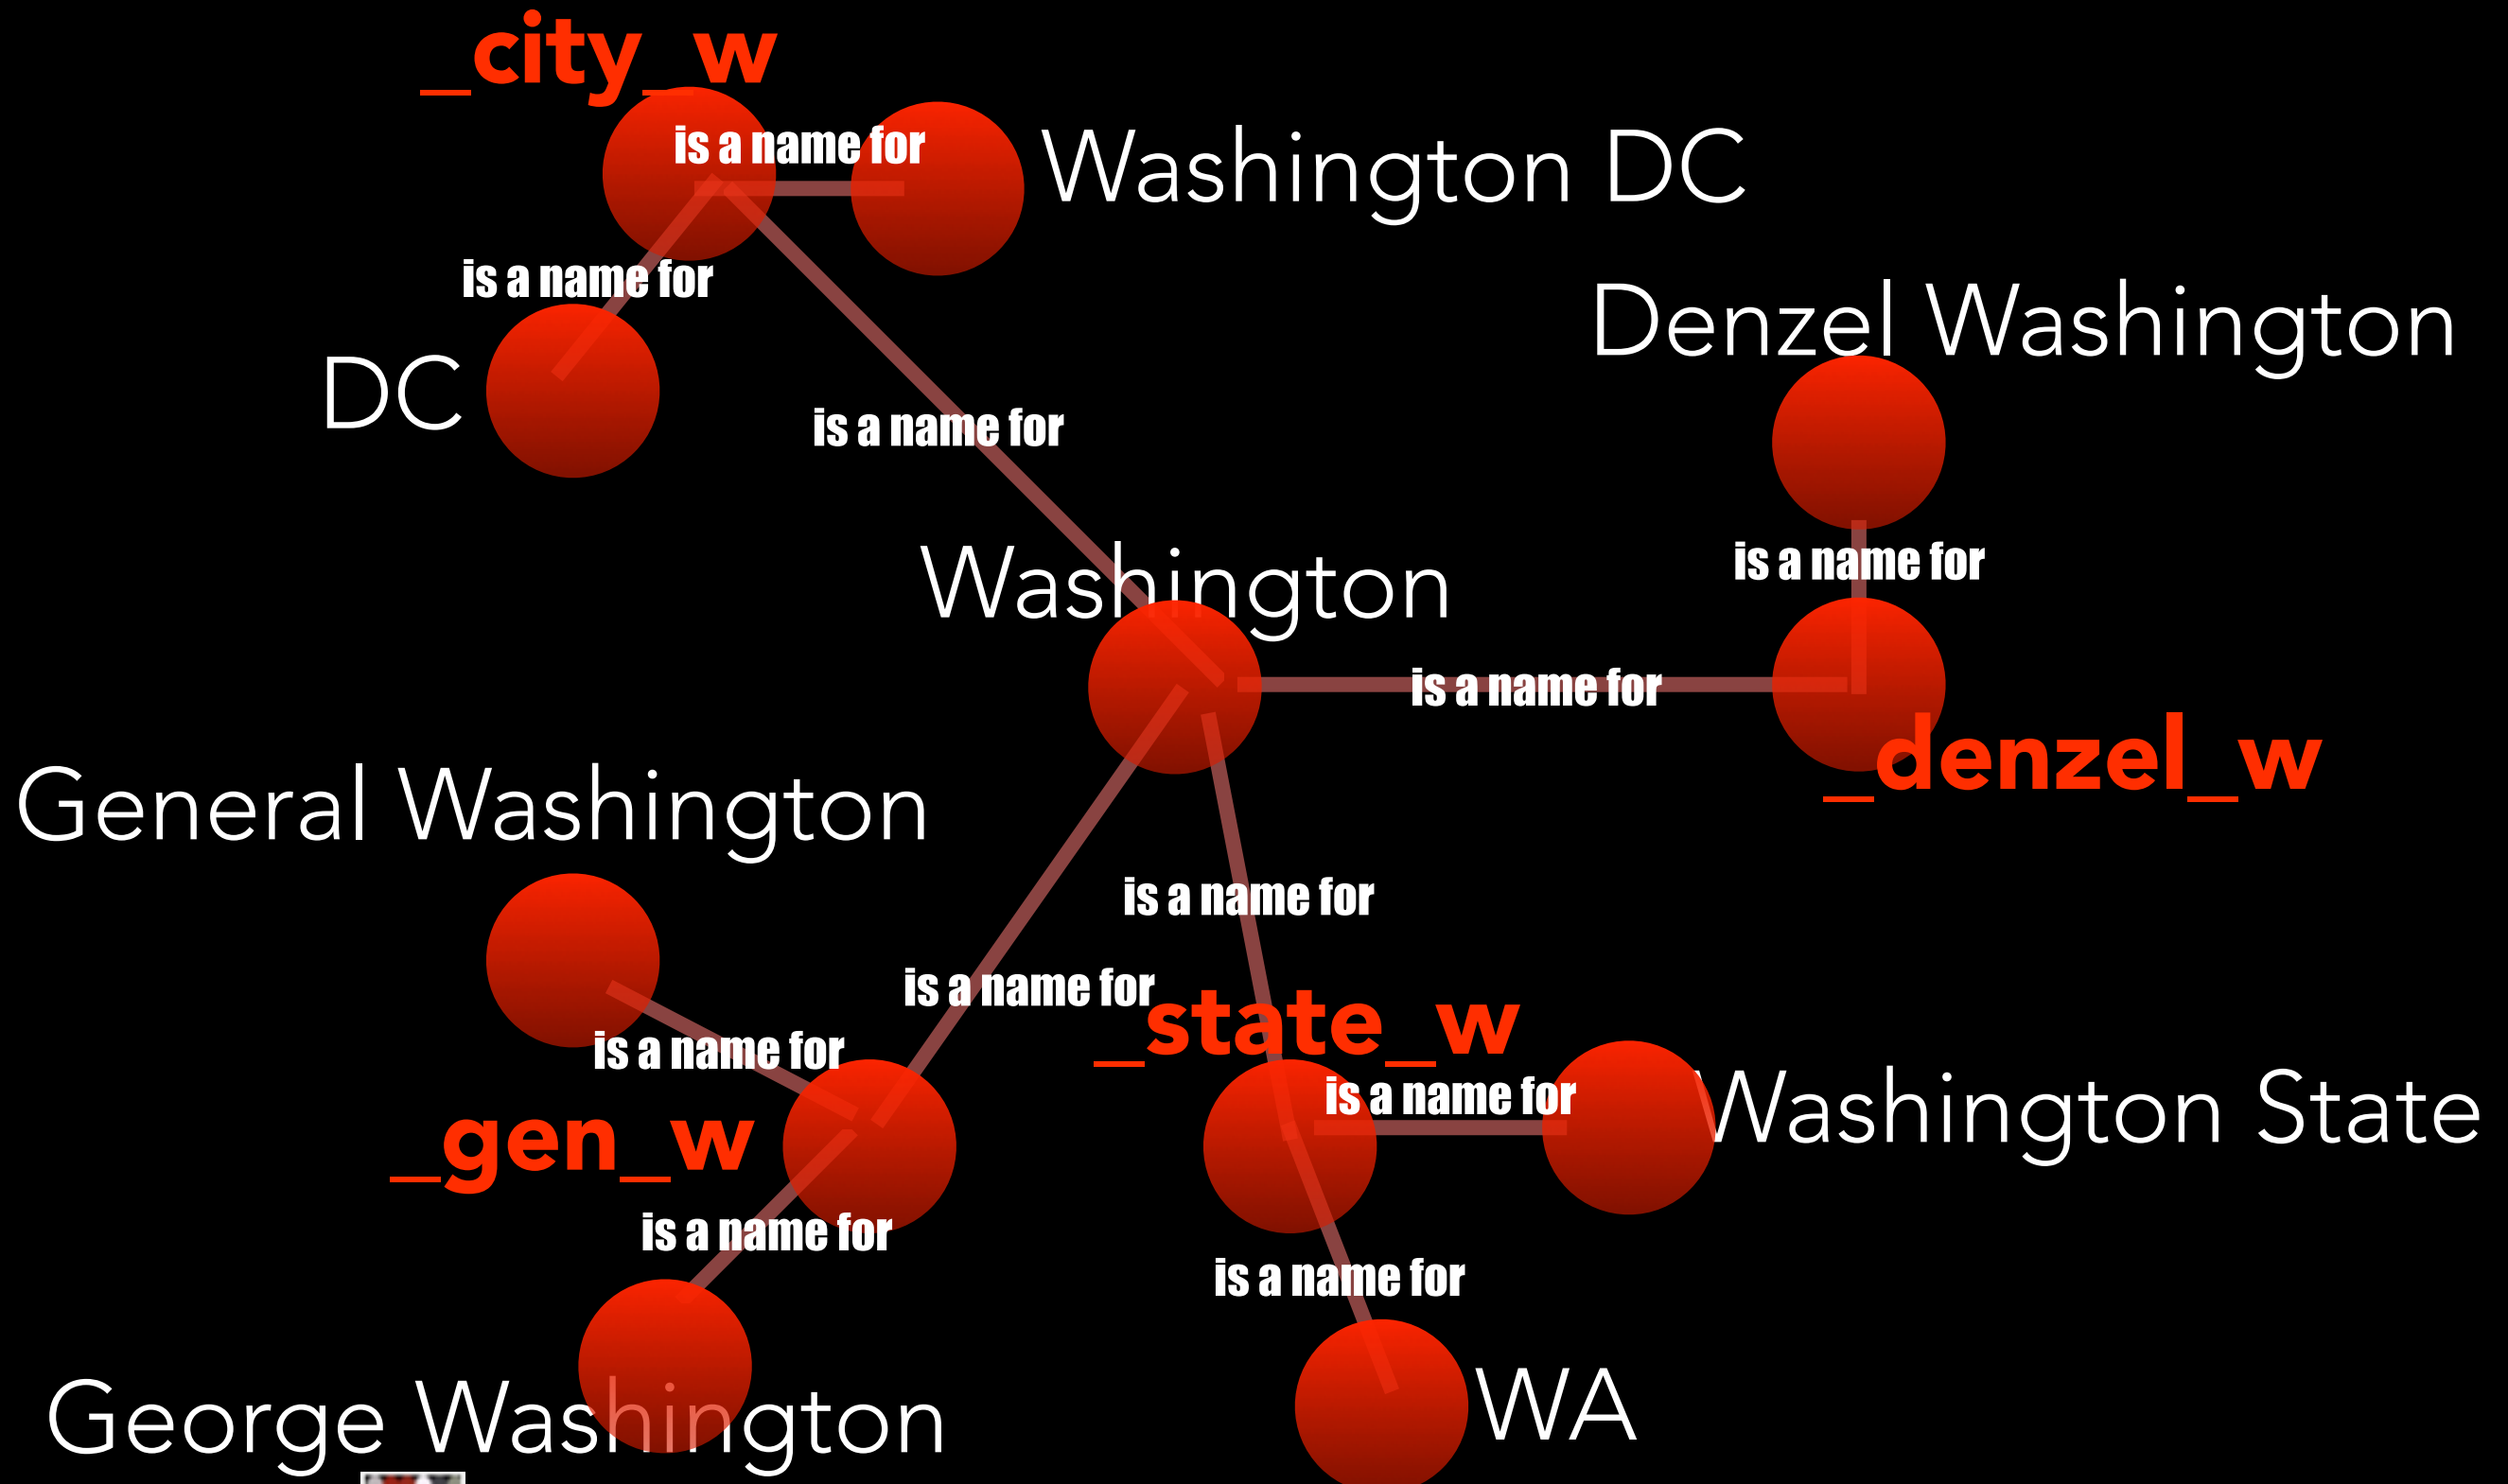 _city_w
is a name for
Washington DC
is a name for
Denzel Washington
DC
is a name for
is a name for
Washington
is a name for
_denzel_w
General Washington
is a name for
is a name for
_state_w
is a name for
is a name for
Washington State
_gen_w
is a name for
is a name for
George Washington
WA